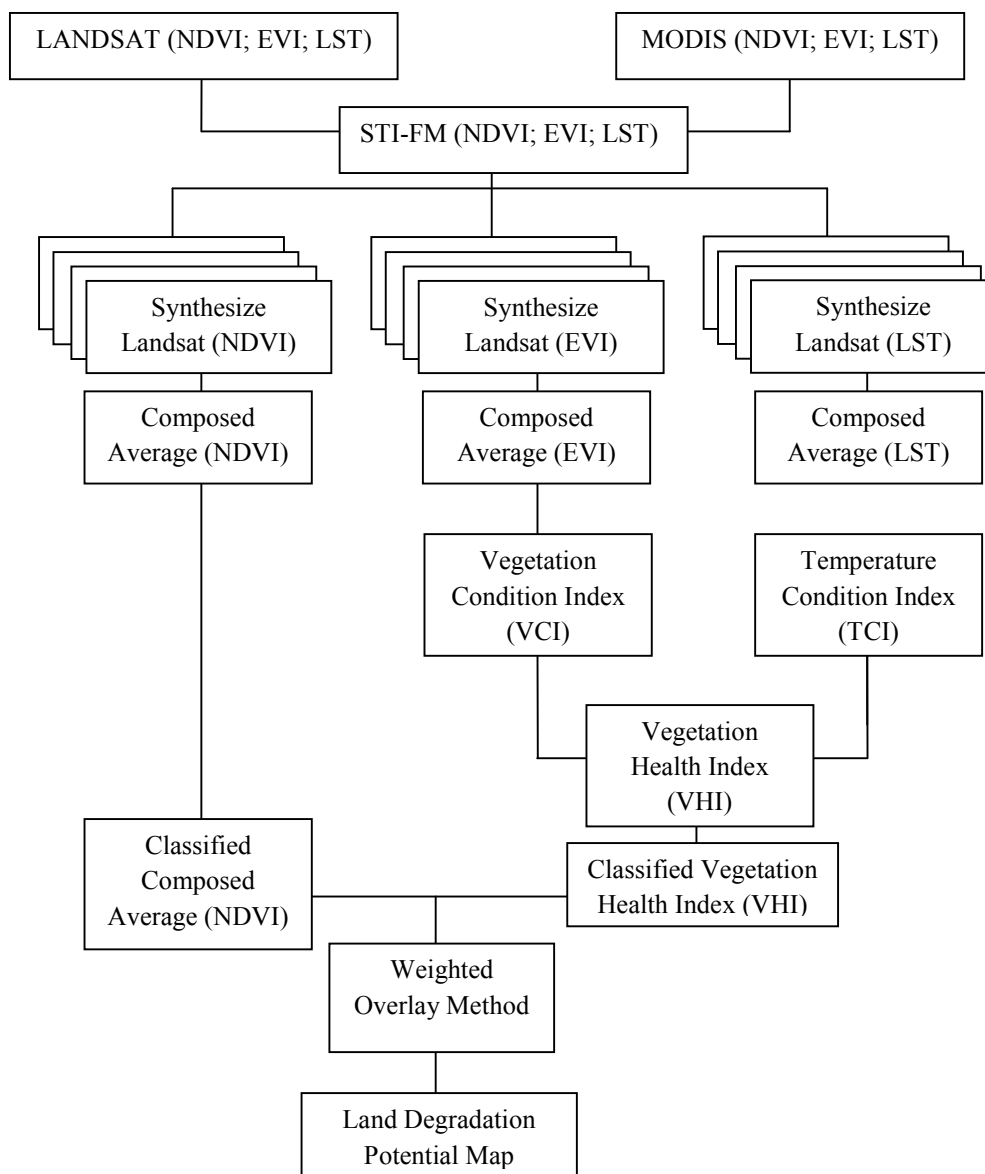 LANDSAT (NDVI; EVI; LST)
MODIS (NDVI; EVI; LST)
STI-FM (NDVI; EVI; LST)
Synthesize
Landsat (NDVI)
Synthesize
Landsat (EVI)
Synthesize
Landsat (LST)
Composed
Average (NDVI)
Composed
Average (EVI)
Composed
Average (LST)
Vegetation
Condition Index
(VCI)
Temperature
Condition Index
(TCI)
Vegetation
Health Index
(VHI)
Classified
Composed
Average (NDVI)
Classified Vegetation
Health Index (VHI)
Weighted
Overlay Method
Land Degradation
Potential Map